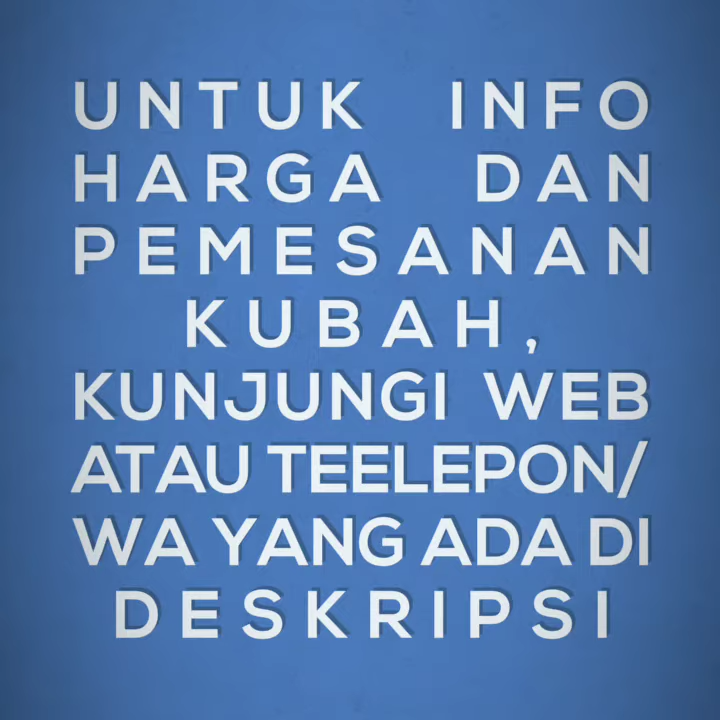 UNTUK INFO
HARGA DAN
PEMESANAN
KUBAH,
KUNJUNGI WEB
ATAU TEELEPON/
WA YANG ADA DI
DESKRIPSI